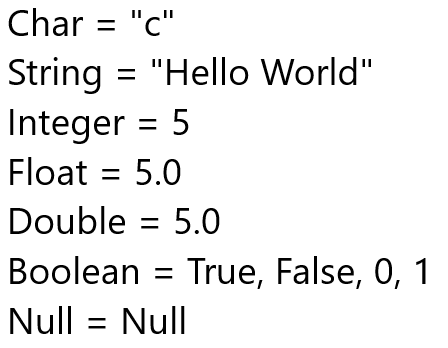 Char = "c"
String = "Hello World"
Integer = 5
Float = 5.0
Double = 5.0
Boolean = True, False, 0, 1
Null = Null